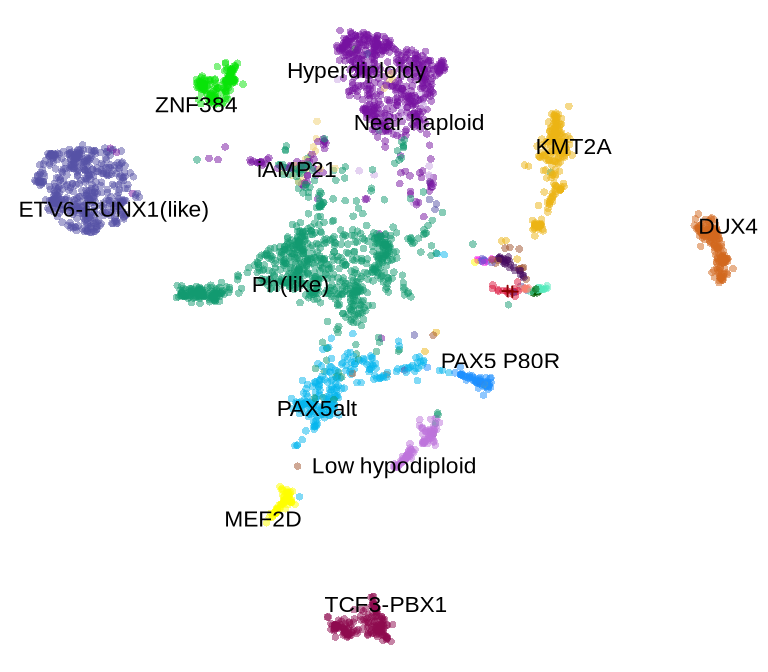 Hyperdiploidy
ZNF384
Near haploid
KMT2A
iAMP21
ETV6-RUNX1(like)
DUX4
Ph(like)
PAX5 P80R
PAX5alt
Low hypodiploid
MEF2D
TCF3-PBX1